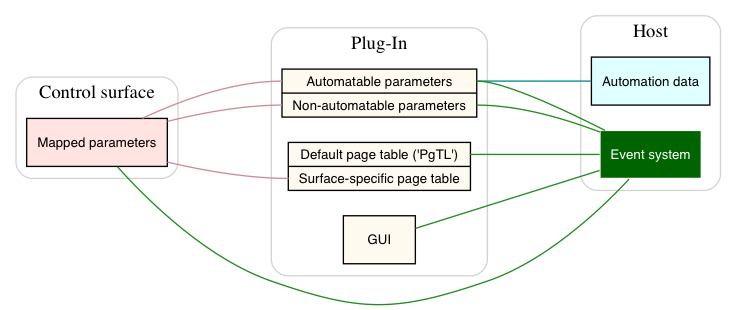 Control surface
Mapped parameters
Plug-In
Automatable parameters
Non-automatable parameters
Default page table ('PgTL')
Surface-specific page table
GUI
Host
Automation data
Event system